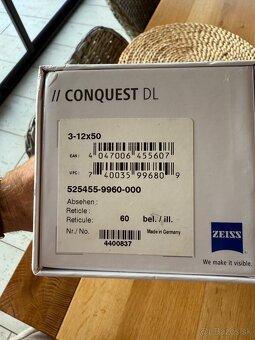 // CONQUEST DL
3-12x50
EAN:
4 047006 455607
UPC:
7 40035 99680 9
525455-9960-000
Absehen:
Reticle:
Reticule: 60 bel./ ill.
Nr./No. Made in Germany
4400837
ZEISS
We make it visible.